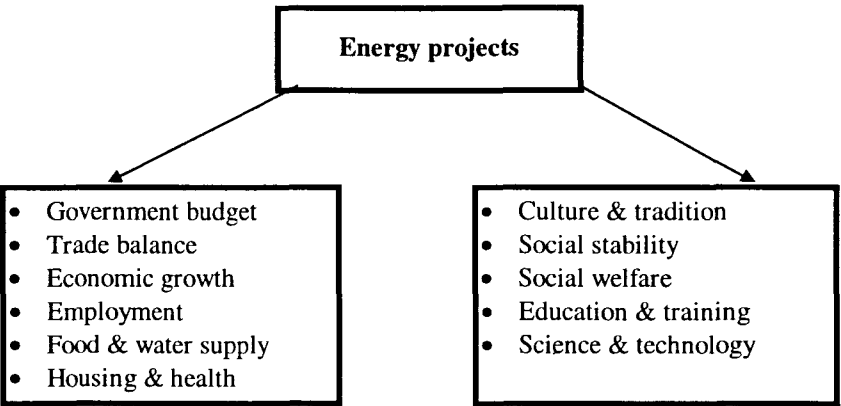 Energy projects
• Government budget
• Trade balance
• Economic growth
• Employment
• Food & water supply
• Housing & health
• Culture & tradition
• Social stability
• Social welfare
• Education & training
• Science & technology